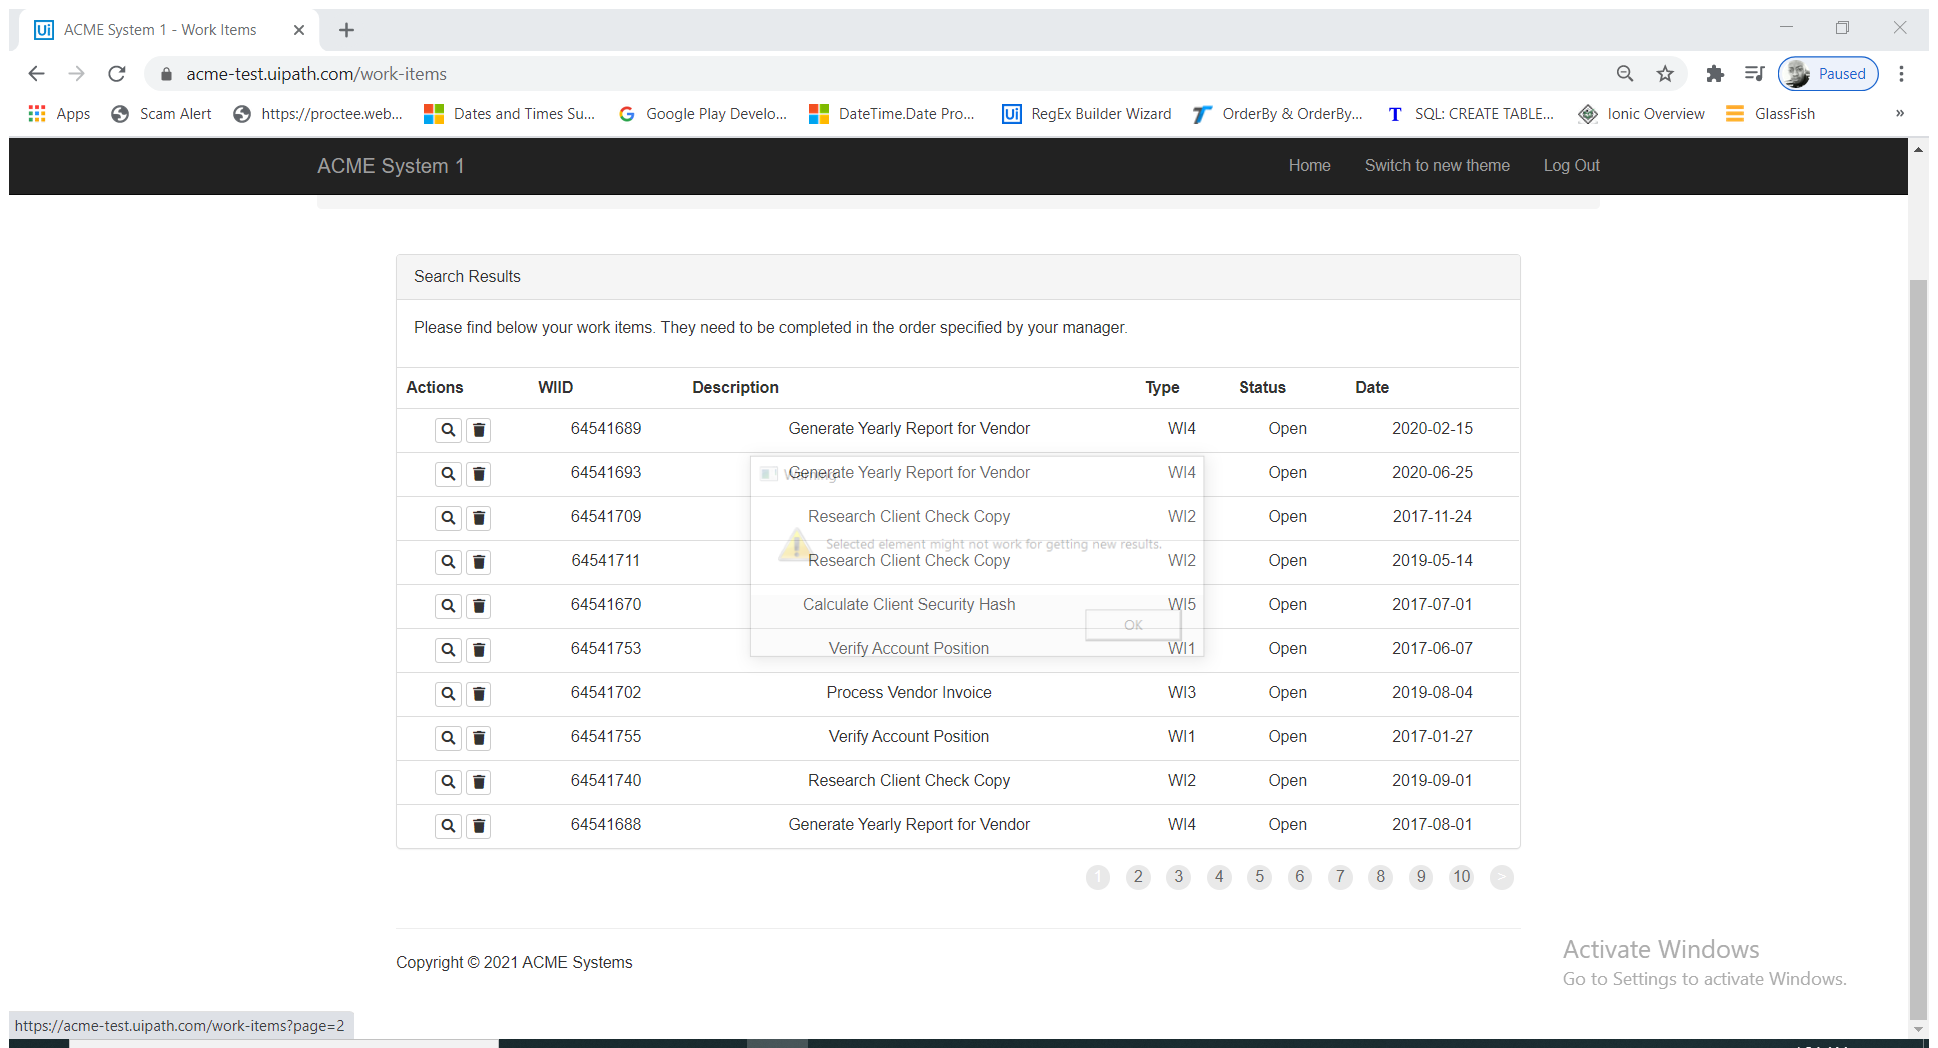 ACME System 1 - Work Items
acme-test.uipath.com/work-items
Paused
Apps Scam Alert https://proctee.web... Dates and Times Su... Google Play Develo... DateTime.Date Pro... RegEx Builder Wizard OrderBy & OrderBy... SQL: CREATE TABLE... Ionic Overview GlassFish »
ACME System 1 Home Switch to new theme Log Out
Search Results
Please find below your work items. They need to be completed in the order specified by your manager.
Actions WIID Description Type Status Date
64541689 Generate Yearly Report for Vendor WI4 Open 2020-02-15
64541693 Generate Yearly Report for Vendor WI4 Open 2020-06-25
Warning
64541709 Research Client Check Copy WI2 Open 2017-11-24
Selected element might not work for getting new results.
64541711 Research Client Check Copy WI2 Open 2019-05-14
64541670 Calculate Client Security Hash WI5 Open 2017-07-01
OK
64541753 Verify Account Position WI1 Open 2017-06-07
64541702 Process Vendor Invoice WI3 Open 2019-08-04
64541755 Verify Account Position WI1 Open 2017-01-27
64541740 Research Client Check Copy WI2 Open 2019-09-01
64541688 Generate Yearly Report for Vendor WI4 Open 2017-08-01
1 2 3 4 5 6 7 8 9 10 >
Copyright © 2021 ACME Systems
Activate Windows
Go to Settings to activate Windows.
https://acme-test.uipath.com/work-items?page=2